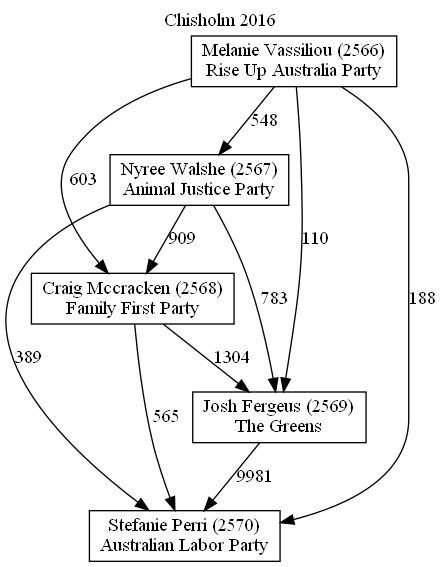 Chisholm 2016
Melanie Vassiliou (2566)
Rise Up Australia Party
548
Nyree Walshe (2567)
Animal Justice Party
603
909
110
Craig Mccracken (2568)
Family First Party
783
188
389
1304
Josh Fergeus (2569)
The Greens
565
9981
Stefanie Perri (2570)
Australian Labor Party